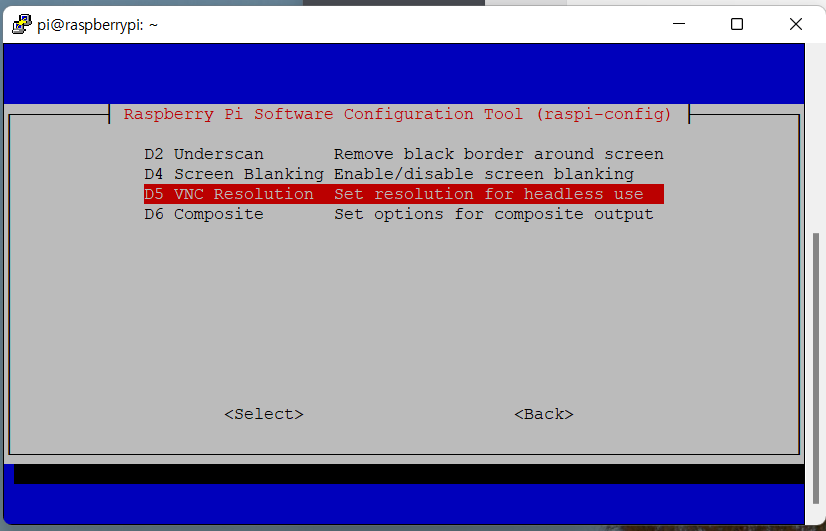 pi@raspberrypi: ~
Raspberry Pi Software Configuration Tool (raspi-config)
D2 Underscan Remove black border around screen
D4 Screen Blanking Enable/disable screen blanking
D5 VNC Resolution Set resolution for headless use
D6 Composite Set options for composite output
<Select> <Back>